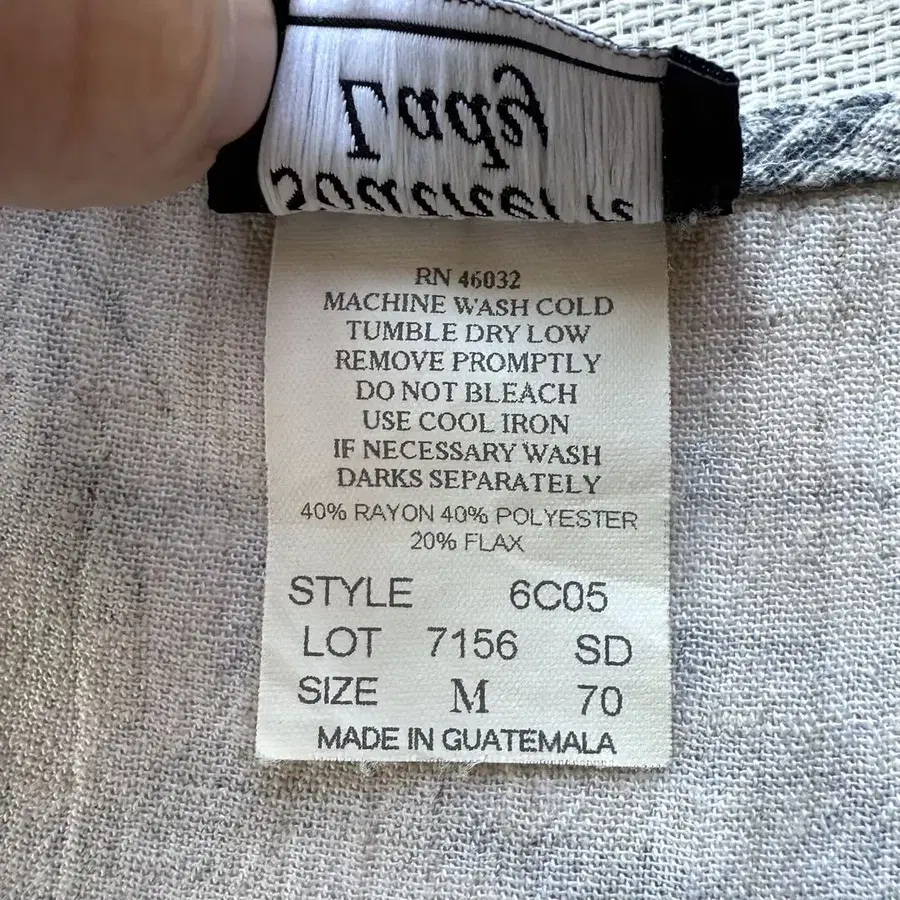 RN 46032
MACHINE WASH COLD
TUMBLE DRY LOW
REMOVE PROMPTLY
DO NOT BLEACH
USE COOL IRON
IF NECESSARY WASH
DARKS SEPARATELY
40% RAYON 40% POLYESTER
20% FLAX
STYLE 6C05
LOT 7156 SD
SIZE M 70
MADE IN GUATEMALA